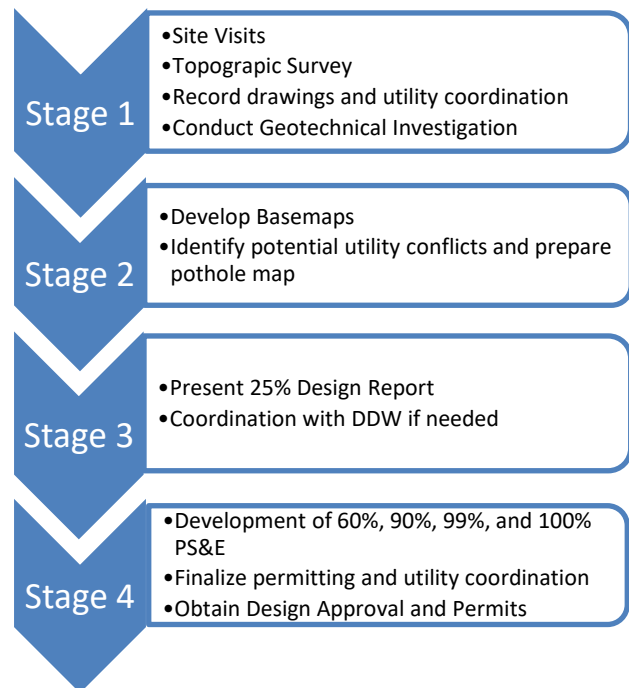 Stage 1
•Site Visits
•Topograpic Survey
•Record drawings and utility coordination
•Conduct Geotechnical Investigation
Stage 2
•Develop Basemaps
•Identify potential utility conflicts and prepare
pothole map
Stage 3
•Present 25% Design Report
•Coordination with DDW if needed
Stage 4
•Development of 60%, 90%, 99%, and 100%
PS&E
•Finalize permitting and utility coordination
•Obtain Design Approval and Permits